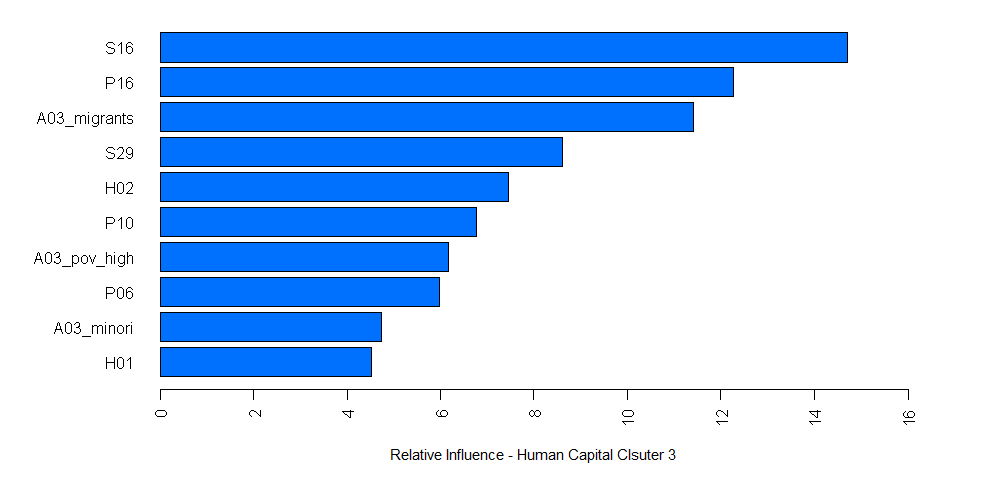 S16
P16
A03_migrants
S29
H02
P10
A03_pov_high
P06
A03_minori
H01
0 2 4 6 8 10 12 14 16
Relative Influence - Human Capital Clsuter 3